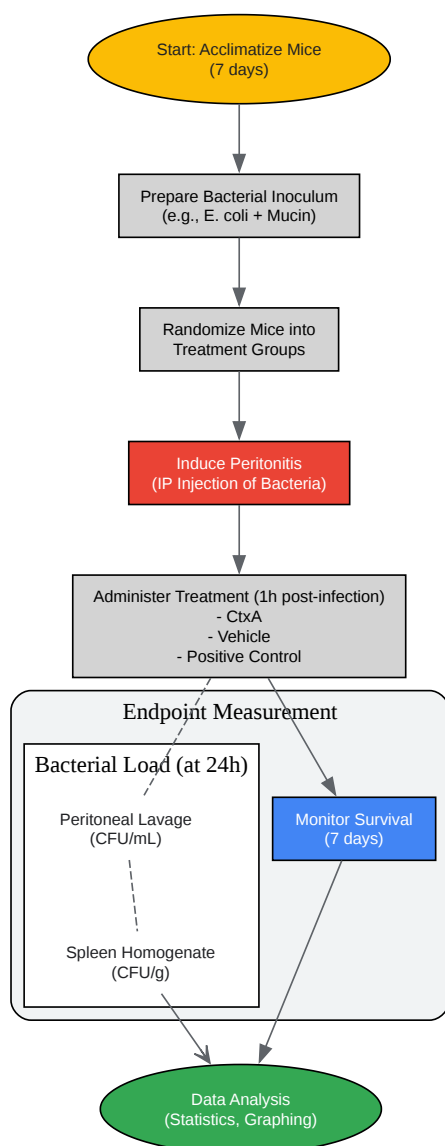 Start: Acclimatize Mice
(7 days)
Prepare Bacterial Inoculum
(e.g., E. coli + Mucin)
Randomize Mice into
Treatment Groups
Induce Peritonitis
(IP Injection of Bacteria)
Administer Treatment (1h post-infection)
- CtxA
- Vehicle
- Positive Control
Endpoint Measurement
Bacterial Load (at 24h)
Peritoneal Lavage
(CFU/mL)
Monitor Survival
(7 days)
Spleen Homogenate
(CFU/g)
Data Analysis
(Statistics, Graphing)